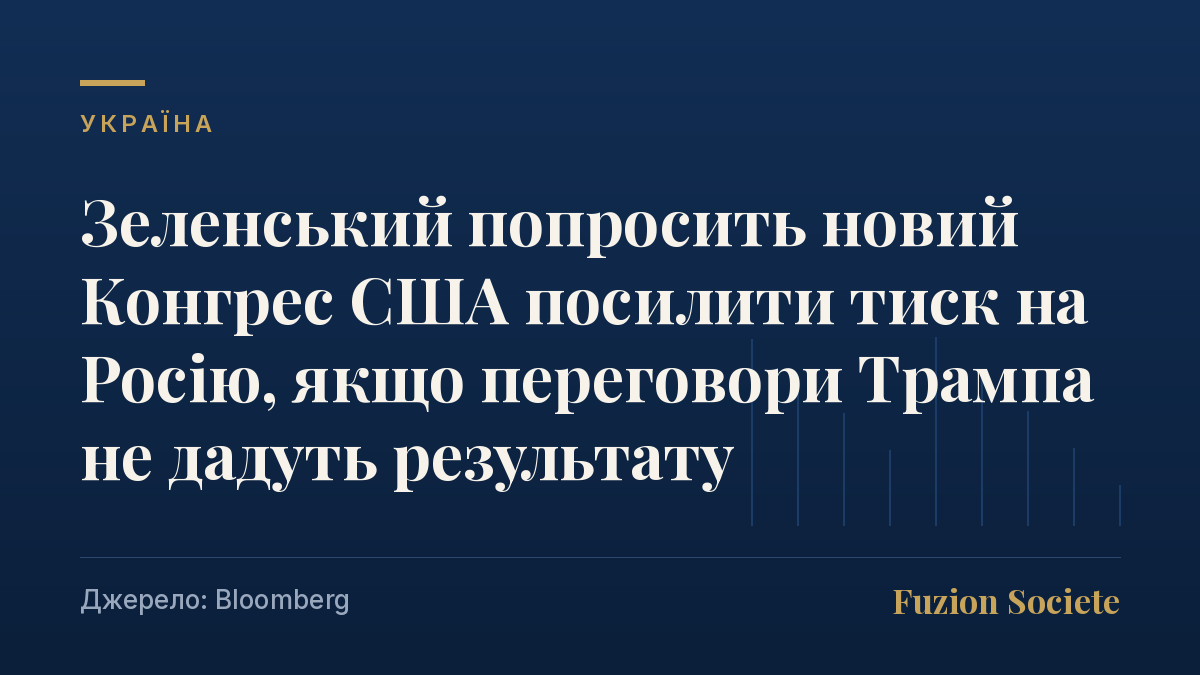 УКРАЇНА
Зеленський попросить новий
Конгрес США посилити тиск на
Росію, якщо переговори Трампа
не дадуть результату
Джерело: Bloomberg
Fuzion Societe